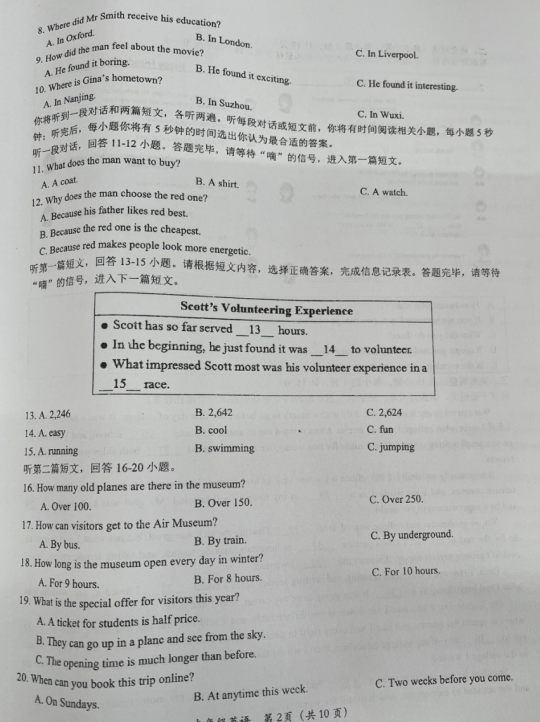 8. Where did Mr Smith receive his education?
A. In Oxford. B. In London. C. In Liverpool.
9. How did the man feel about the movie?
A. He found it boring. B. He found it exciting. C. He found it interesting.
10. Where is Gina's hometown?
A. In Nanjing. B. In Suzhou. C. In Wuxi.
你将听到一段对话和两篇短文，各听两遍。听每段对话或短文前，你将有时间阅读相关小题，每小题 5 秒
钟；听完后，每小题你将有 5 秒钟的时间选出你认为最合适的答案。
听一段对话，回答 11-12 小题。答题完毕，请等待“嘀”的信号，进入第一篇短文。
11. What does the man want to buy?
A. A coat. B. A shirt. C. A watch.
12. Why does the man choose the red one?
A. Because his father likes red best.
B. Because the red one is the cheapest.
C. Because red makes people look more energetic.
听第一篇短文，回答 13-15 小题。请根据短文内容，选择正确答案，完成信息记录表。答题完毕，请等待
“嘀”的信号，进入下一篇短文。
Scott's Volunteering Experience
● Scott has so far served __13__ hours.
● In the beginning, he just found it was __14__ to volunteer.
● What impressed Scott most was his volunteer experience in a
__15__ race.
13. A. 2,246 B. 2,642 C. 2,624
14. A. easy B. cool C. fun
15. A. running B. swimming C. jumping
听第二篇短文，回答 16-20 小题。
16. How many old planes are there in the museum?
A. Over 100. B. Over 150. C. Over 250.
17. How can visitors get to the Air Museum?
A. By bus. B. By train. C. By underground.
18. How long is the museum open every day in winter?
A. For 9 hours. B. For 8 hours. C. For 10 hours.
19. What is the special offer for visitors this year?
A. A ticket for students is half price.
B. They can go up in a plane and see from the sky.
C. The opening time is much longer than before.
20. When can you book this trip online?
A. On Sundays. B. At anytime this week. C. Two weeks before you come.
年级英语 第 2页（共 10 页）